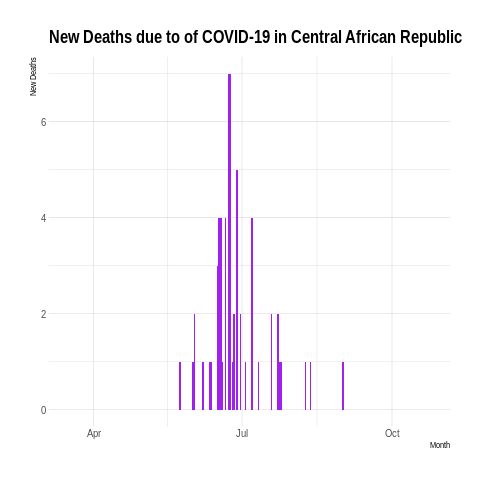 New Deaths due to of COVID-19 in Central African Republic
New Deaths
6
4
2
0
Apr
Jul
Oct
Month